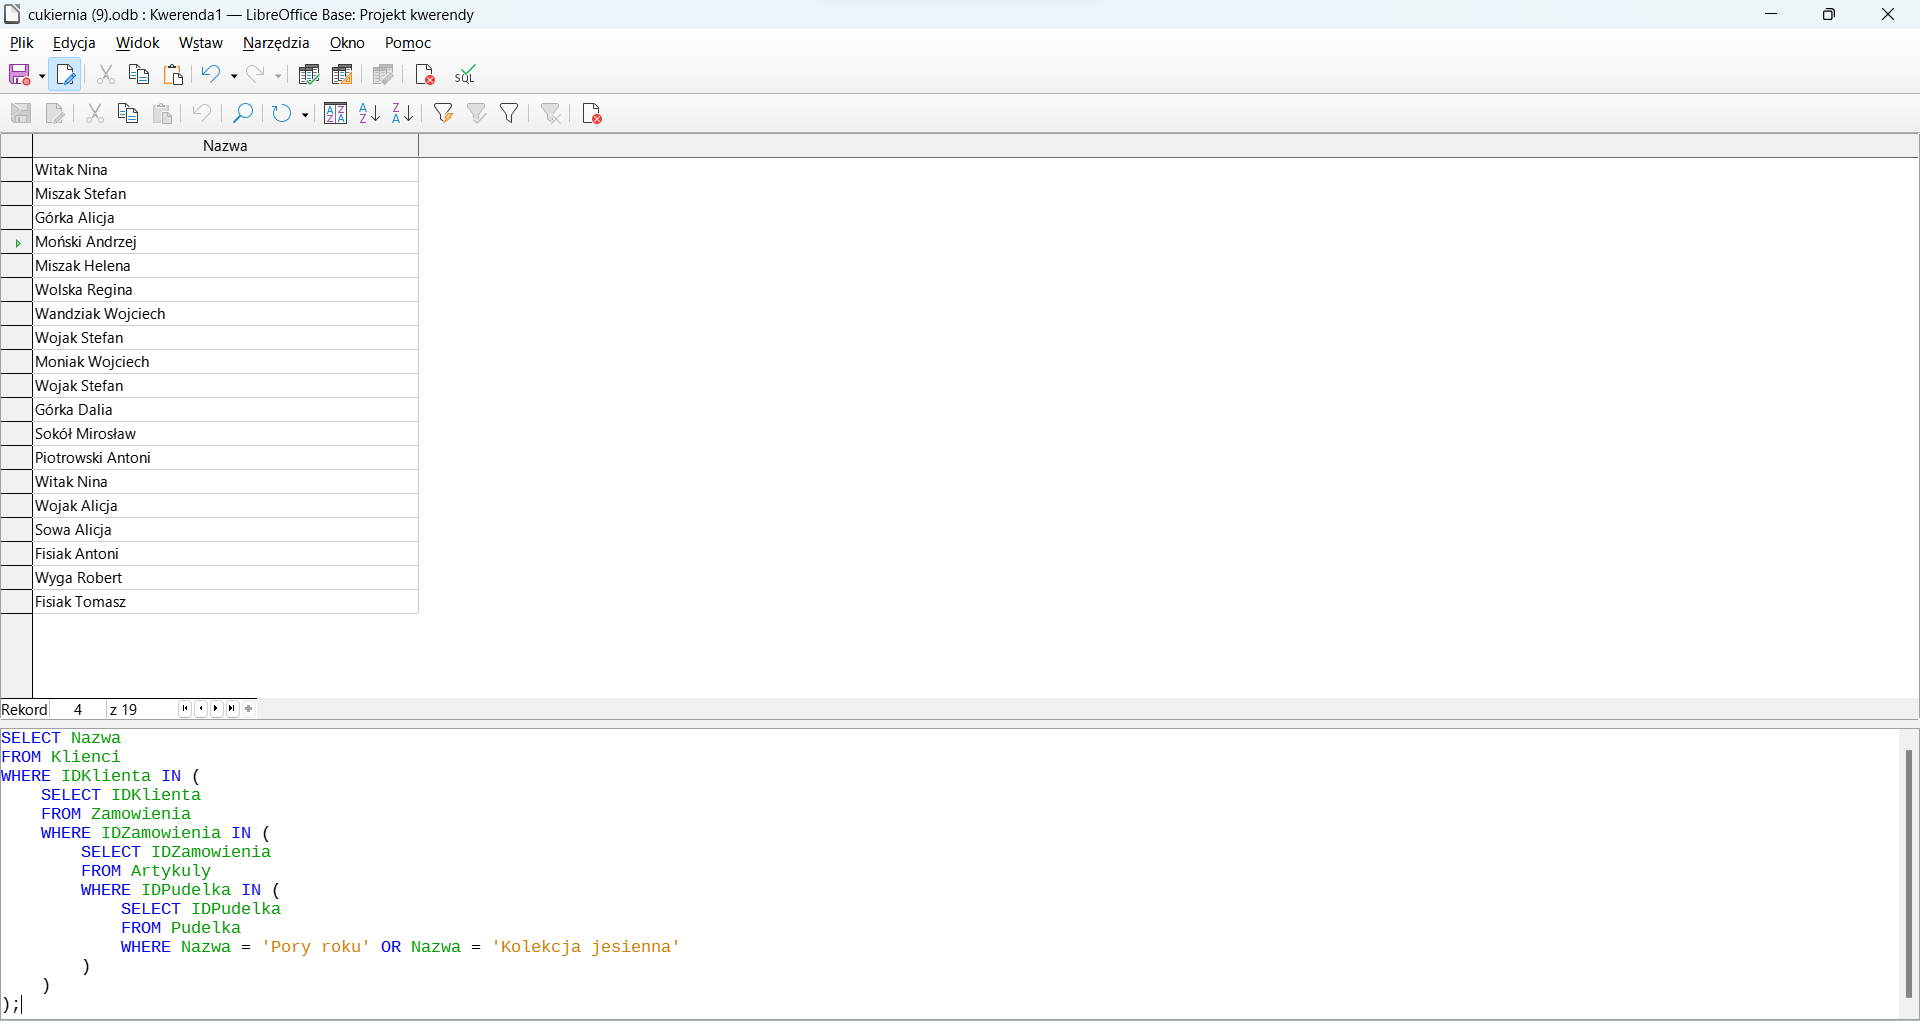 cukiernia (9).odb : Kwerenda1 — LibreOffice Base: Projekt kwerendy
Plik Edycja Widok Wstaw Narzędzia Okno Pomoc
SQL
Nazwa
Witak Nina
Miszak Stefan
Górka Alicja
Moński Andrzej
Miszak Helena
Wolska Regina
Wandziak Wojciech
Wojak Stefan
Moniak Wojciech
Wojak Stefan
Górka Dalia
Sokół Mirosław
Piotrowski Antoni
Witak Nina
Wojak Alicja
Sowa Alicja
Fisiak Antoni
Wyga Robert
Fisiak Tomasz
Rekord 4 z 19
SELECT Nazwa
FROM Klienci
WHERE IDKlienta IN (
    SELECT IDKlienta
    FROM Zamowienia
    WHERE IDZamowienia IN (
        SELECT IDZamowienia
        FROM Artykuly
        WHERE IDPudelka IN (
            SELECT IDPudelka
            FROM Pudelka
            WHERE Nazwa = 'Pory roku' OR Nazwa = 'Kolekcja jesienna'
        )
    )
);